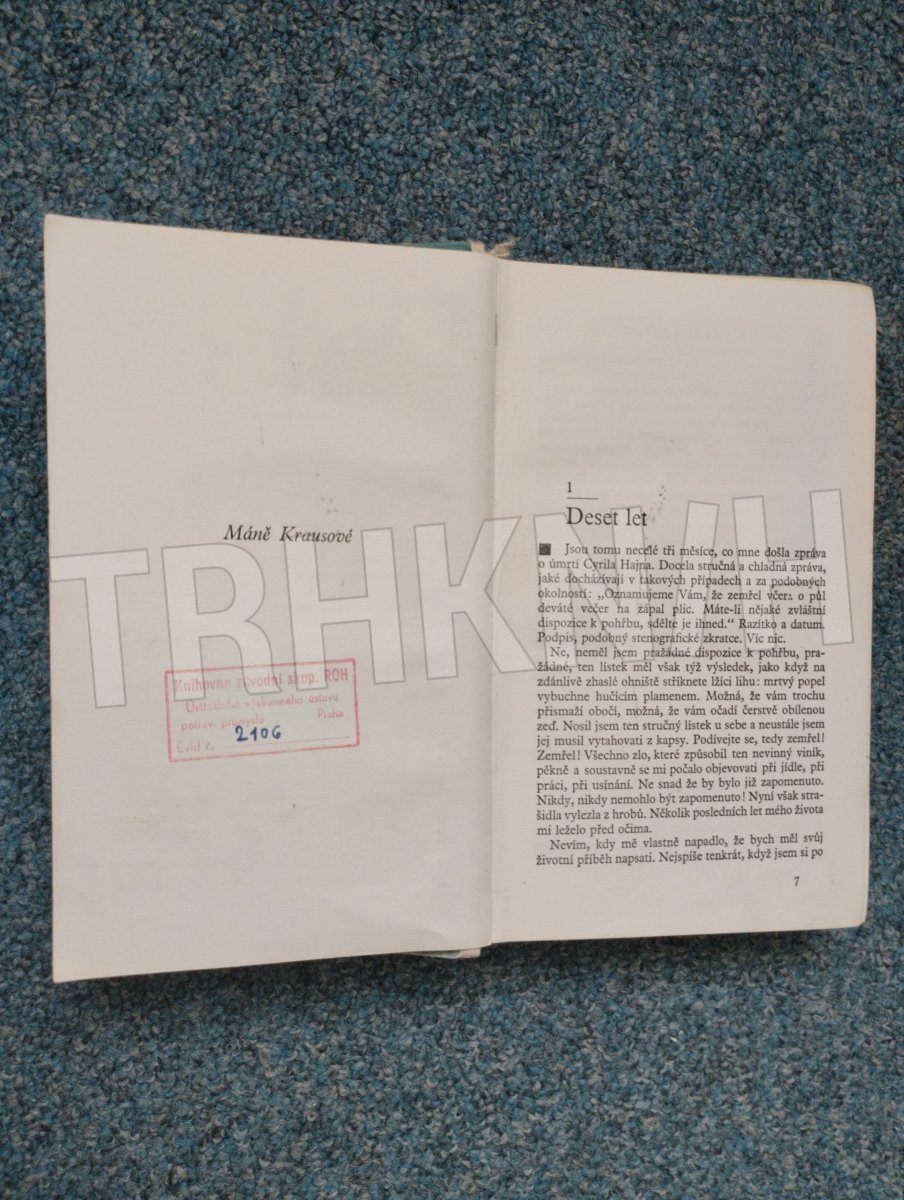 Máně Krausové
Knihovna závodní skup. ROH
Ústředního výzkumného ústavu
potrav. průmyslu Praha
Evid č. 2106
1
Deset let
Jsou tomu necelé tři měsíce, co mne došla zpráva
o úmrtí Cyrila Hajna. Docela stručná a chladná zpráva,
jaké docházívají v takových případech a za podobných
okolností: „Oznamujeme Vám, že zemřel včera o půl
deváté večer na zápal plic. Máte-li nějaké zvláštní
dispozice k pohřbu, sdělte je ihned.“ Razítko a datum.
Podpis, podobný stenografické zkratce. Víc nic.
Ne, neměl jsem pražádné dispozice k pohřbu, pra-
žádné, ten lístek měl však týž výsledek, jako když na
zdánlivě zhaslé ohniště stříknete lžíci lihu: mrtvý popel
vybuchne hučícím plamenem. Možná, že vám trochu
přismaží obočí, možná, že vám očadí čerstvě obílenou
zeď. Nosil jsem ten stručný lístek u sebe a neustále jsem
jej musil vytahovati z kapsy. Podívejte se, tedy zemřel!
Zemřel! Všechno zlo, které způsobil ten nevinný viník,
pěkně a soustavně se mi počalo objevovati při jídle, při
práci, při usínání. Ne snad že by bylo již zapomenuto.
Nikdy, nikdy nemohlo být zapomenuto! Nyní však stra-
šidla vylezla z hrobů. Několik posledních let mého života
mi leželo před očima.
Nevím, kdy mě vlastně napadlo, že bych měl svůj
životní příběh napsati. Nejspíše tenkrát, když jsem si po
7
TRHKNIH